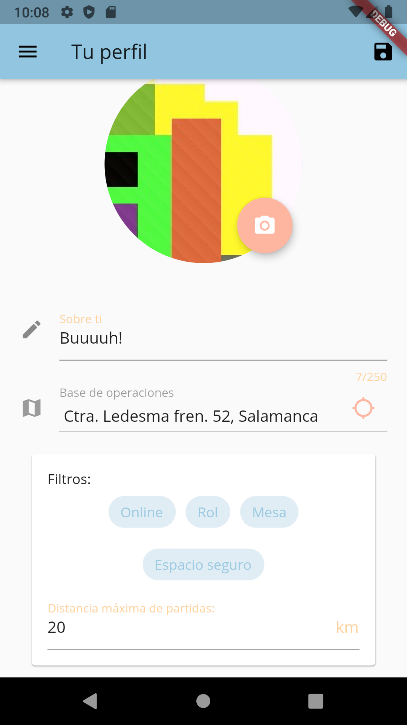 10:08
DEBUG
Tu perfil
Sobre ti
Buuuuh!
7/250
Base de operaciones
Ctra. Ledesma fren. 52, Salamanca
Filtros:
Online Rol Mesa
Espacio seguro
Distancia máxima de partidas:
20 km